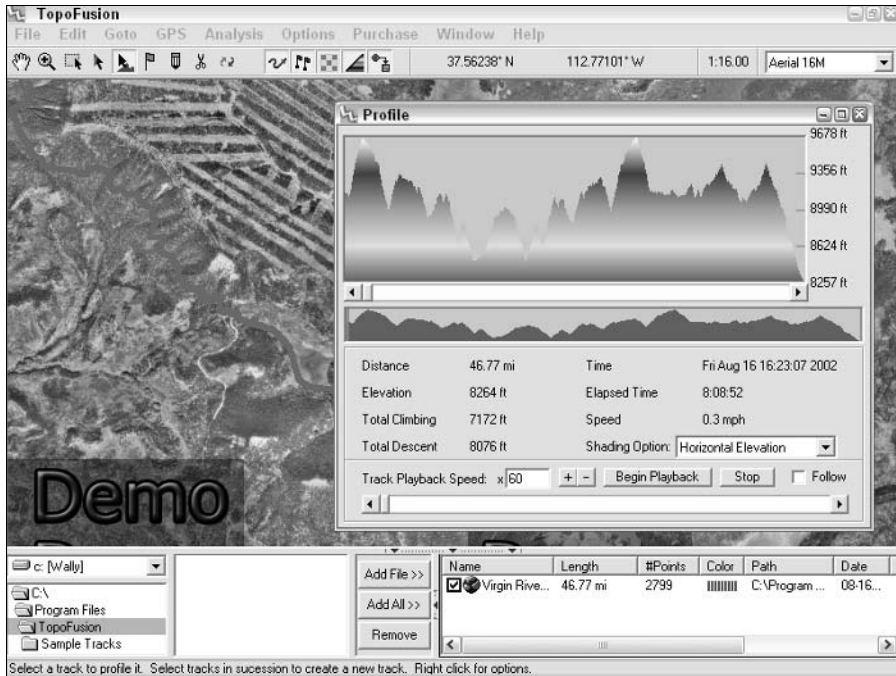 TopoFusion
File Edit Goto GPS Analysis Options Purchase Window Help
37.56238° N 112.77101° W 1:16.00 Aerial 16M
Profile
9678 ft
9356 ft
8990 ft
8624 ft
8257 ft
Distance 46.77 mi Time Fri Aug 16 16:23:07 2002
Elevation 8264 ft Elapsed Time 8:08:52
Total Climbing 7172 ft Speed 0.3 mph
Total Descent 8076 ft Shading Option: Horizontal Elevation
Track Playback Speed: x 60 + - Begin Playback Stop Follow
Demo
c: [Wally]
C:\
Program Files
TopoFusion
Sample Tracks
Add File >>
Add All >>
Remove
Name Length #Points Color Path Date
Virgin Rive... 46.77 mi 2799 C:\Program ... 08-16...
Select a track to profile it. Select tracks in sucession to create a new track. Right click for options.